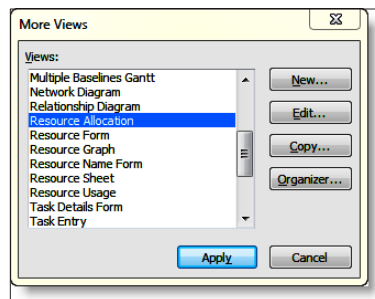 More Views
Views:
Multiple Baselines Gantt
Network Diagram
Relationship Diagram
Resource Allocation
Resource Form
Resource Graph
Resource Name Form
Resource Sheet
Resource Usage
Task Details Form
Task Entry
New...
Edit...
Copy...
Organizer...
Apply
Cancel